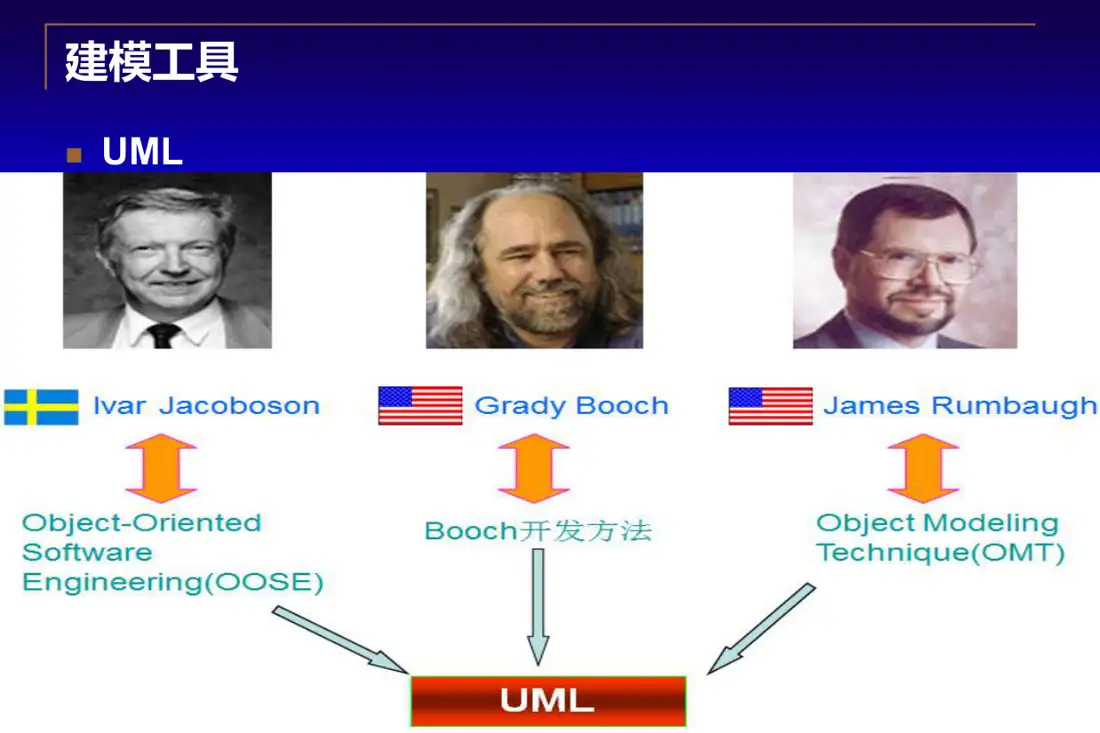 建模工具
UML
Ivar Jacoboson
Grady Booch
James Rumbaugh
Object-Oriented
Software
Engineering(OOSE)
Booch开发方法
Object Modeling
Technique(OMT)
UML